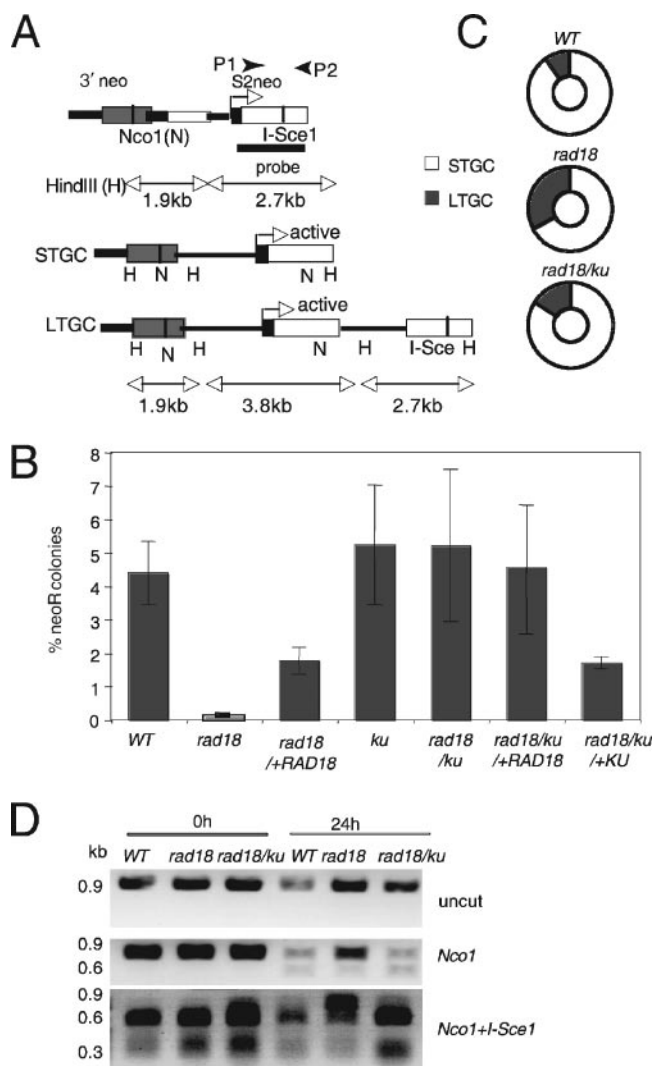 A
3′ neo
P1
P2
S2neo
Nco1(N)
I-Sce1
probe
HindIII (H)
1.9kb
2.7kb
STGC
active
H N H N H
LTGC
active
H N H N H I-Sce H
1.9kb
3.8kb
2.7kb
C
WT
STGC
LTGC
rad18
rad18/ku
B
% neoR colonies
8
7
6
5
4
3
2
1
0
WT
rad18
rad18
/+RAD18
ku
rad18
/ku
rad18/ku
/+RAD18
rad18/ku
/+KU
D
0h 24h
kb WT rad18 rad18/ku WT rad18 rad18/ku
0.9
uncut
0.9
0.6
Nco1
0.9
0.6
0.3
Nco1+I-Sce1